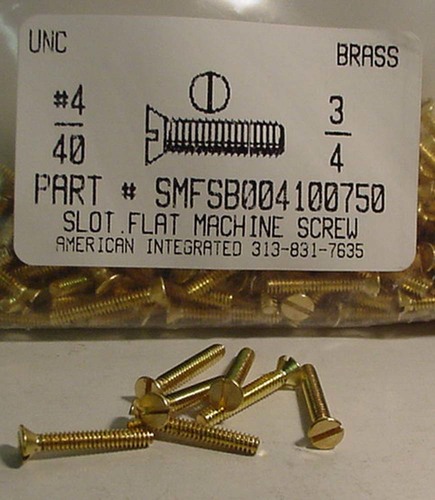 UNC BRASS
#4 3
40 4
PART # SMFSB004100750
SLOT.FLAT MACHINE SCREW
AMERICAN INTEGRATED 313-831-7635